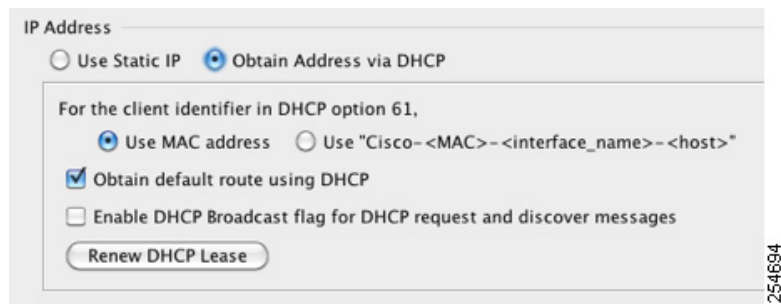 IP Address
Use Static IP Obtain Address via DHCP
For the client identifier in DHCP option 61,
Use MAC address Use "Cisco-<MAC>-<interface_name>-<host>"
Obtain default route using DHCP
Enable DHCP Broadcast flag for DHCP request and discover messages
Renew DHCP Lease
254694